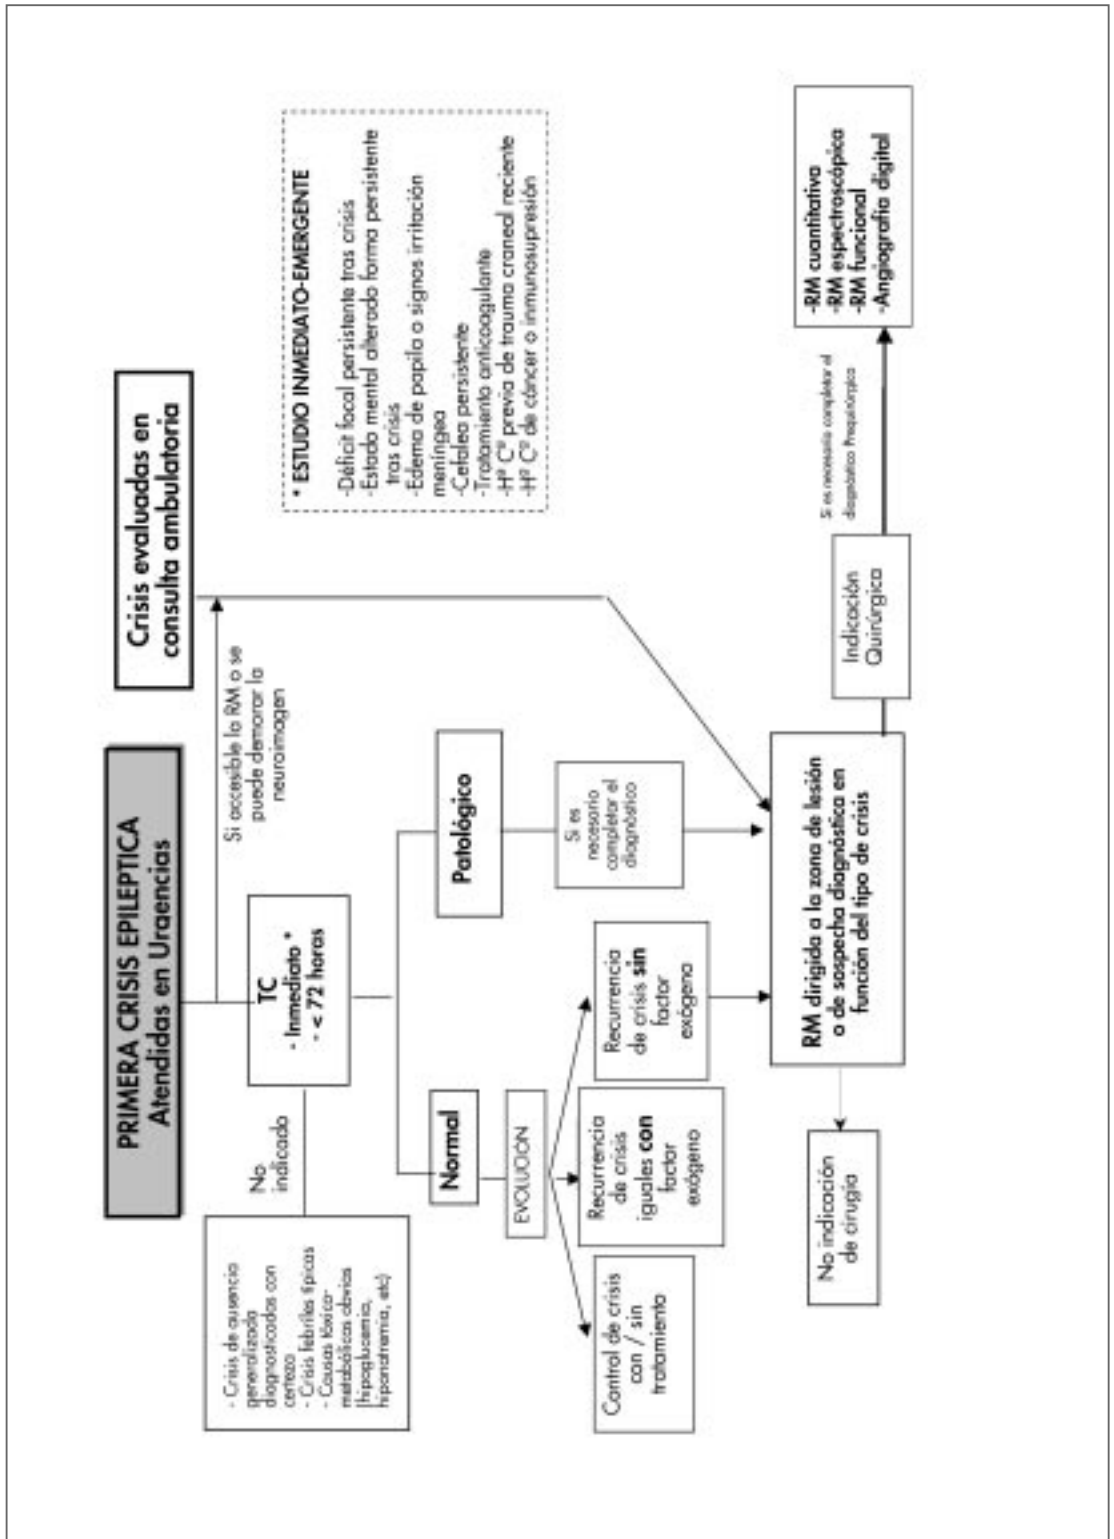 PRIMERA CRISIS EPILEPTICA
Atendidas en Uraencias
Crisis evaluadas en
consulta ambulatoria
Si accesible la RM o se
puede demorar la
neuroimagen
* ESTUDIO INMEDIATO-EMERGENTE
-Déficit focal persistente tras crisis
-Estado mental alterado forma persistente
tras crisis
-Edema de papila o signos irritación
meníngea
-Cefalea persistente
-Tratamiento anticoagulante
-Hª Cª previa de trauma craneal reciente
-Hª Cª de cáncer o inmunosupresión
- Crisis de ausencia
generalizada
diagnosticadas con
certeza
- Crisis febriles típicas
- Causas tóxico-
metabólicas obvias
(hipoglucemia,
hiponatremia, etc)
No
indicado
TC
- Inmediato *
- < 72 horas
Normal
Patológico
EVOLUCIÓN
Si es
necesario
completar el
diagnóstico
Control de crisis
con / sin
tratamiento
Recurrencia
de crisis
iguales con
factor
exógeno
Recurrencia
de crisis sin
factor
exógeno
RM dirigida a la zona de lesión
o de sospecha diagnóstica en
función del tipo de crisis
No indicación
de cirugía
Indicación
Quirúrgica
Si es necesario completar el
diagnóstico Prequirúrgico
-RM cuantitativa
-RM espectroscópica
-RM funcional
-Angiografía digital